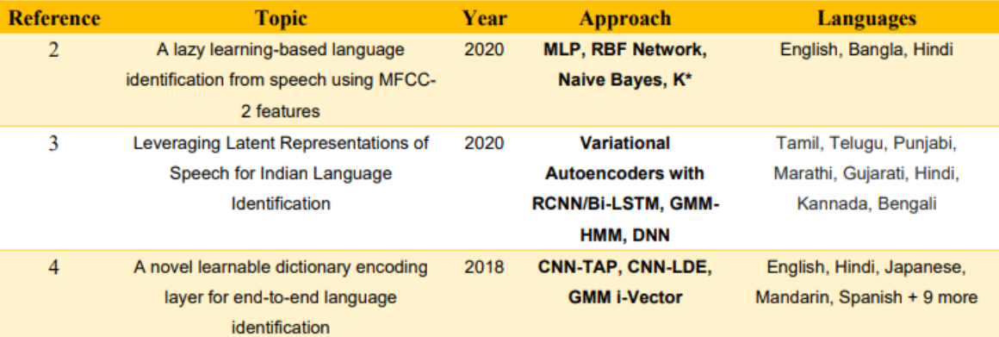 Reference Topic Year Approach Languages
2 A lazy learning-based language 2020 MLP, RBF Network, English, Bangla, Hindi
identification from speech using MFCC- Naive Bayes, K*
2 features
3 Leveraging Latent Representations of 2020 Variational Tamil, Telugu, Punjabi,
Speech for Indian Language Autoencoders with Marathi, Gujarati, Hindi,
Identification RCNN/Bi-LSTM, GMM- Kannada, Bengali
HMM, DNN
4 A novel learnable dictionary encoding 2018 CNN-TAP, CNN-LDE, English, Hindi, Japanese,
layer for end-to-end language GMM i-Vector Mandarin, Spanish + 9 more
identification